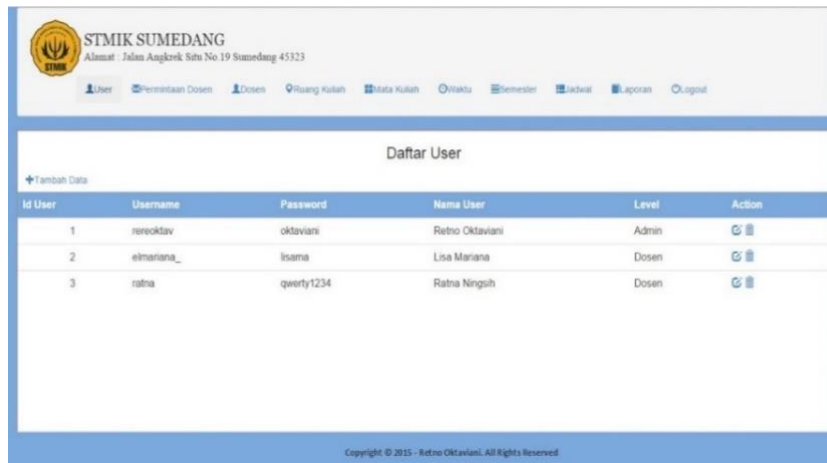 STMIK SUMEDANG
Alamat : Jalan Angkrek Situ No.19 Sumedang 45323
STMIK
User Permintaan Dosen Dosen Ruang Kuliah Mata Kuliah Waktu Semester Jadwal Laporan Logout
Daftar User
Tambah Data
Id User Username Password Nama User Level Action
1 rereoktav oktaviani Retno Oktaviani Admin
2 elmariana_ lisama Lisa Mariana Dosen
3 ratna qwerty1234 Ratna Ningsih Dosen
Copyright © 2015 - Retno Oktaviani. All Rights Reserved